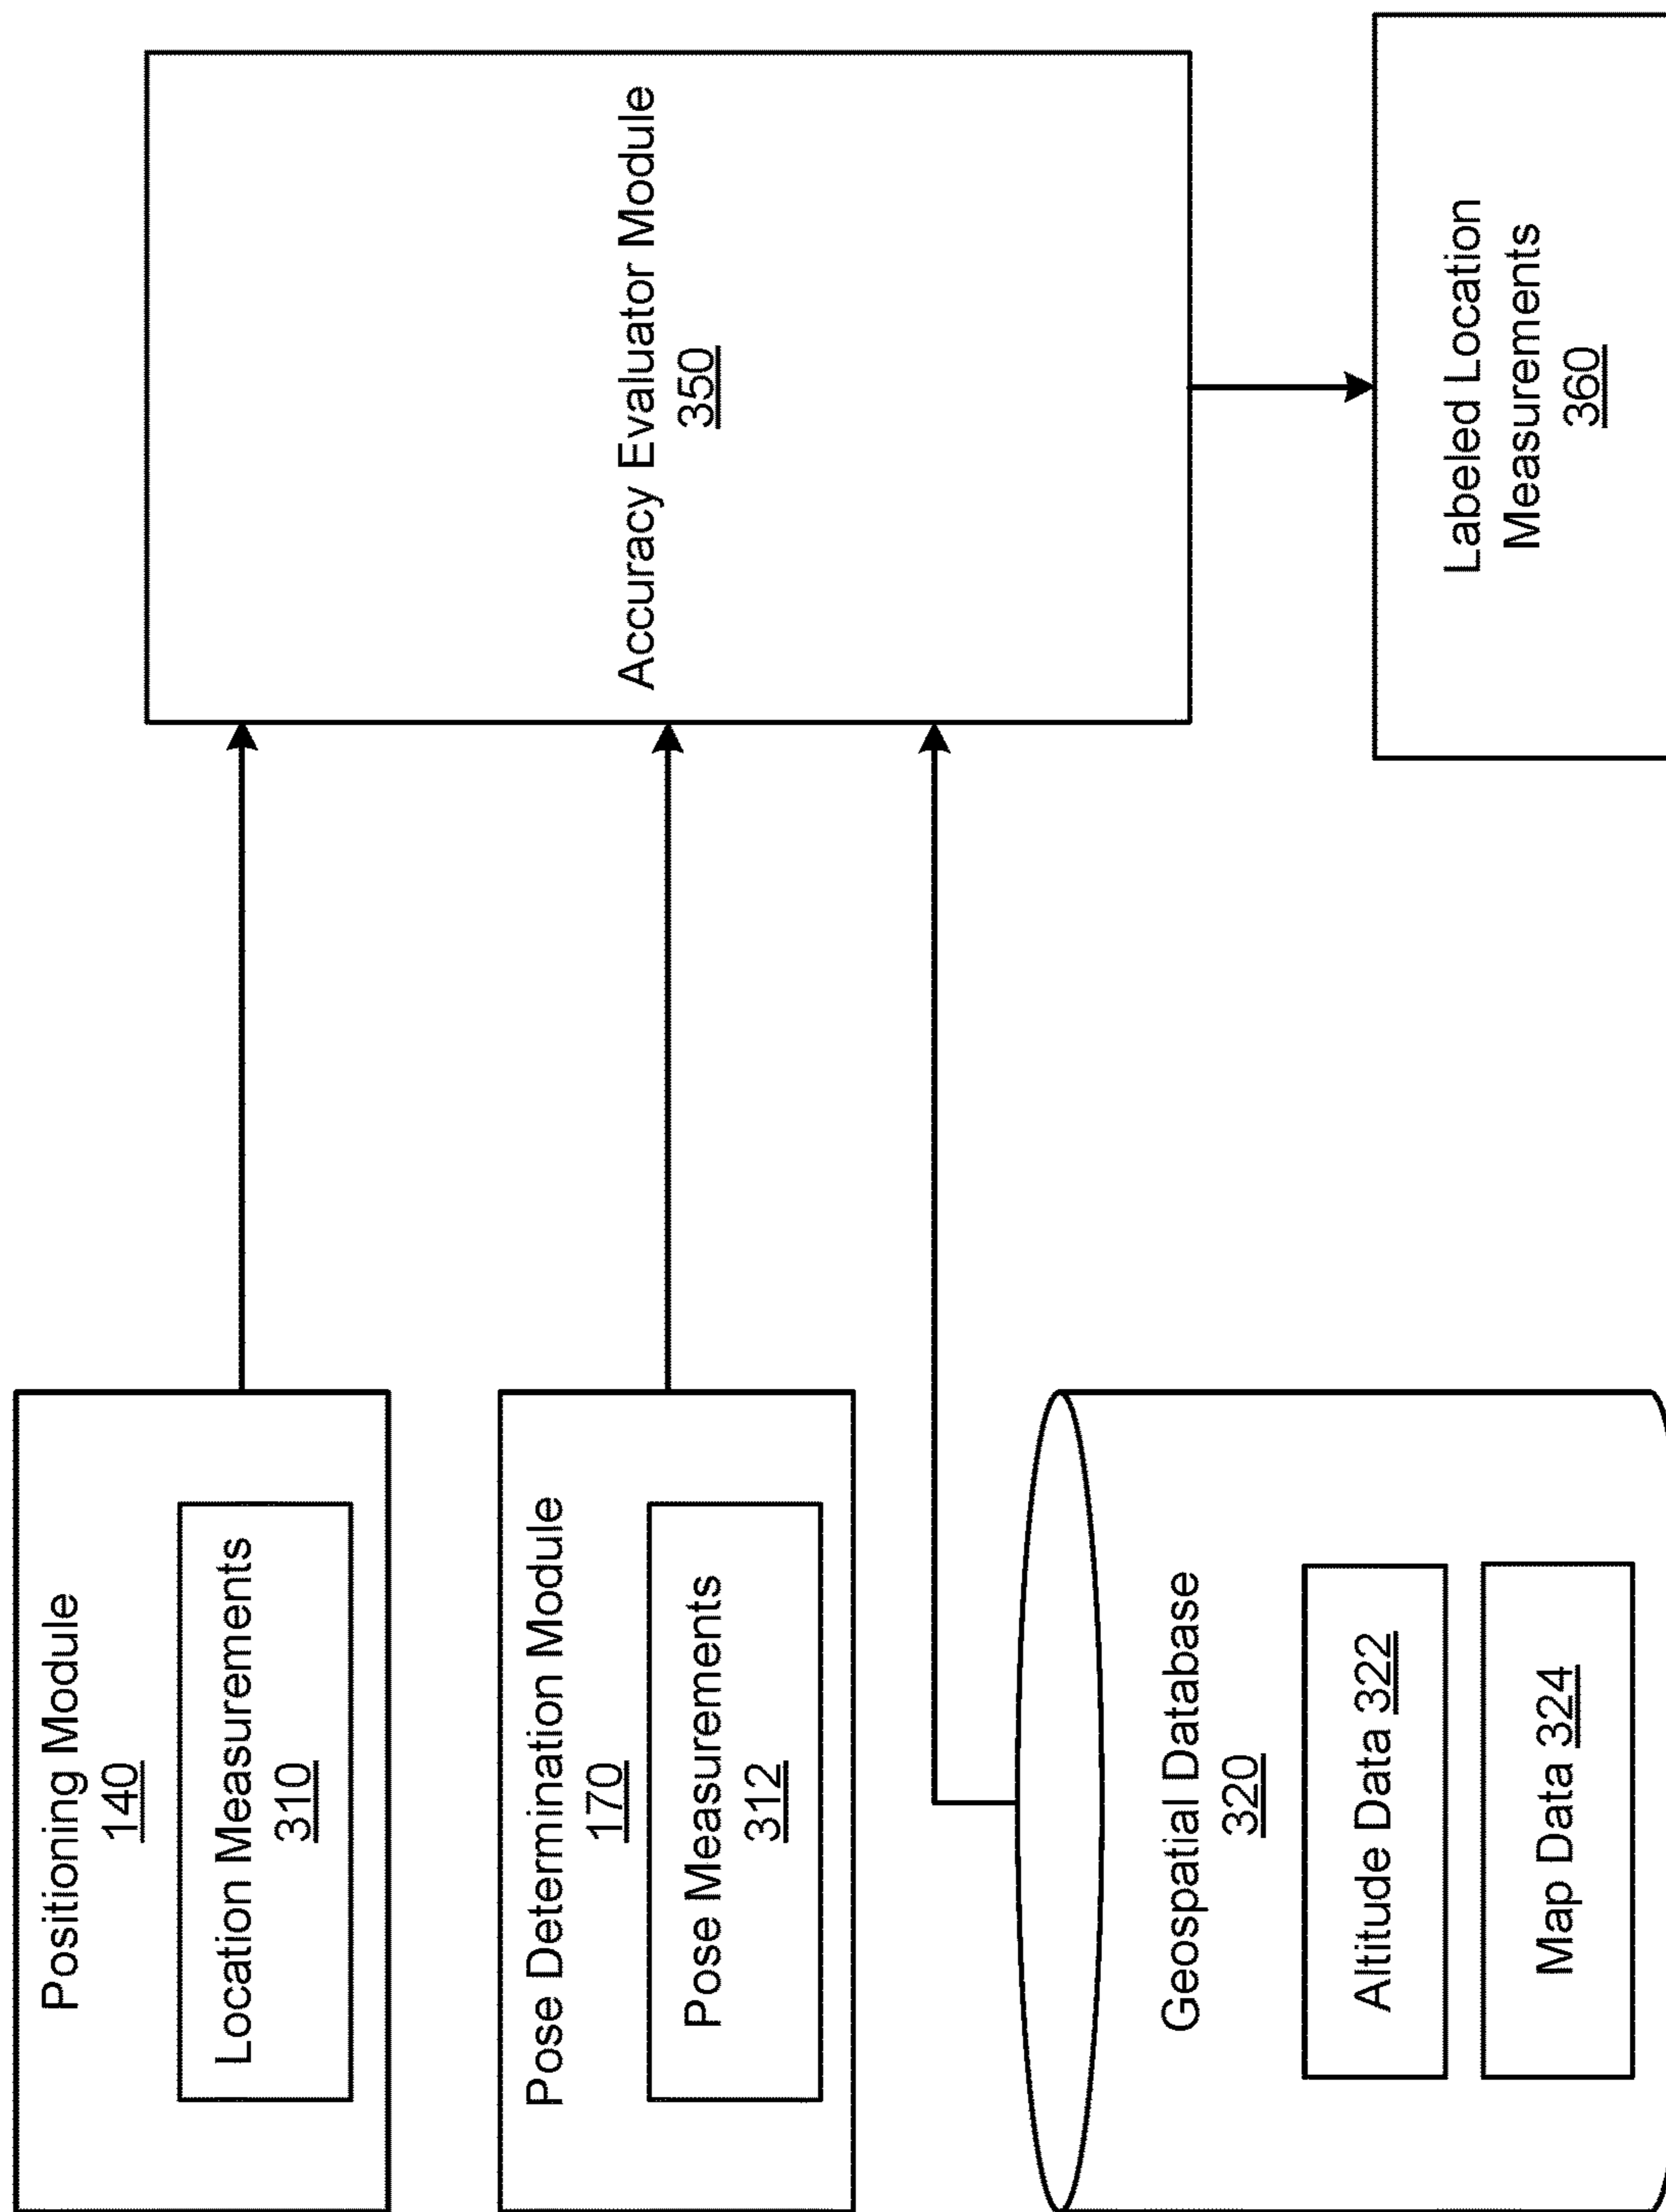 Positioning Module
140
Location Measurements
310
Pose Determination Module
170
Pose Measurements
312
Geospatial Database
320
Altitude Data 322
Map Data 324
Accuracy Evaluator Module
350
Labeled Location
Measurements
360